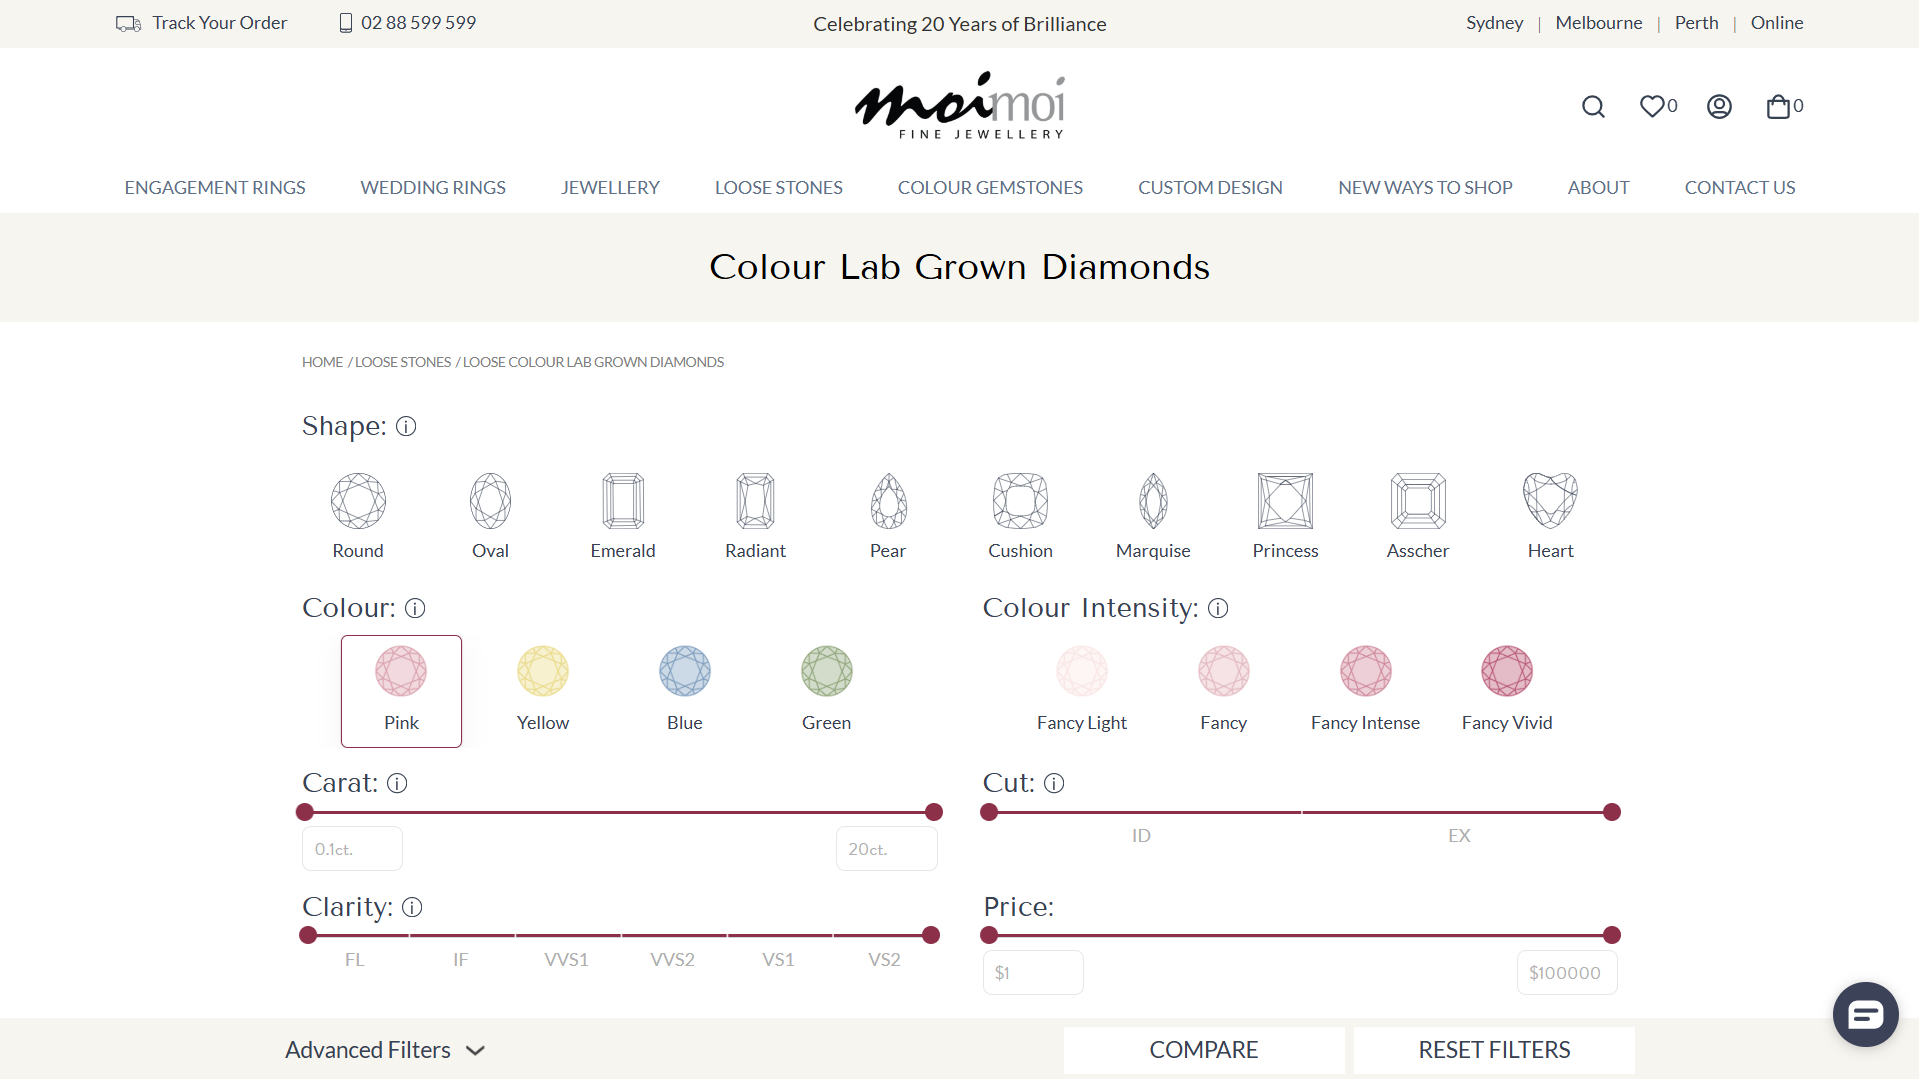 Track Your Order
02 88 599 599
Celebrating 20 Years of Brilliance
Sydney | Melbourne | Perth | Online
moimoi
FINE JEWELLERY
0
0
ENGAGEMENT RINGS
WEDDING RINGS
JEWELLERY
LOOSE STONES
COLOUR GEMSTONES
CUSTOM DESIGN
NEW WAYS TO SHOP
ABOUT
CONTACT US
Colour Lab Grown Diamonds
HOME / LOOSE STONES / LOOSE COLOUR LAB GROWN DIAMONDS
Shape:
Round
Oval
Emerald
Radiant
Pear
Cushion
Marquise
Princess
Asscher
Heart
Colour:
Pink
Yellow
Blue
Green
Colour Intensity:
Fancy Light
Fancy
Fancy Intense
Fancy Vivid
Carat:
0.1ct.
20ct.
Cut:
ID
EX
Clarity:
FL
IF
VVS1
VVS2
VS1
VS2
Price:
$1
$100000
Advanced Filters
COMPARE
RESET FILTERS